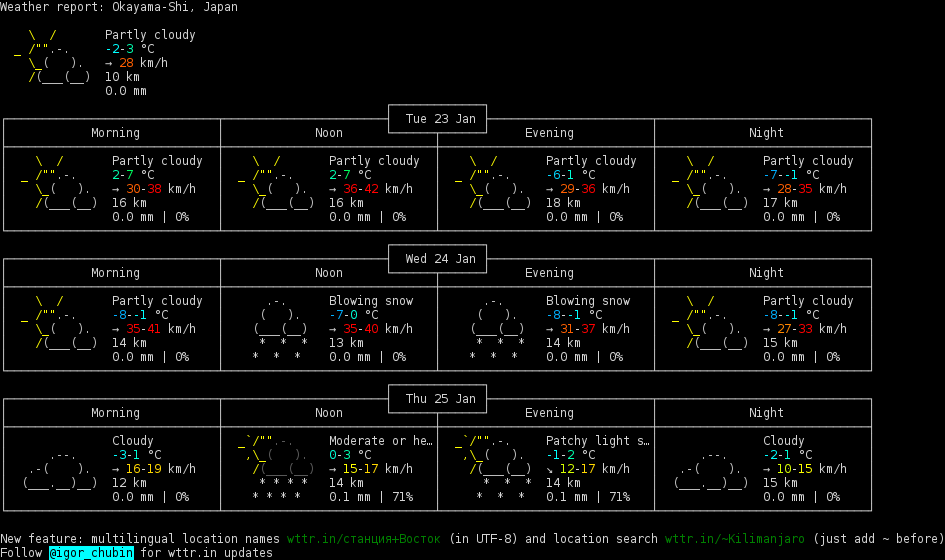 Weather report: Okayama-Shi, Japan
Partly cloudy
-2-3 °C
→ 28 km/h
10 km
0.0 mm
Tue 23 Jan
Morning Noon Evening Night
Partly cloudy Partly cloudy Partly cloudy Partly cloudy
2-7 °C 2-7 °C -6-1 °C -7--1 °C
→ 30-38 km/h → 36-42 km/h → 29-36 km/h → 28-35 km/h
16 km 16 km 18 km 17 km
0.0 mm | 0% 0.0 mm | 0% 0.0 mm | 0% 0.0 mm | 0%
Wed 24 Jan
Morning Noon Evening Night
Partly cloudy Blowing snow Blowing snow Partly cloudy
-8--1 °C -7-0 °C -8--1 °C -8--1 °C
→ 35-41 km/h → 35-40 km/h → 31-37 km/h → 27-33 km/h
14 km 13 km 14 km 15 km
0.0 mm | 0% 0.0 mm | 0% 0.0 mm | 0% 0.0 mm | 0%
Thu 25 Jan
Morning Noon Evening Night
Cloudy Moderate or he… Patchy light s… Cloudy
-3-1 °C 0-3 °C -1-2 °C -2-1 °C
→ 16-19 km/h → 15-17 km/h ↘ 12-17 km/h → 10-15 km/h
12 km 14 km 14 km 15 km
0.0 mm | 0% 0.1 mm | 71% 0.1 mm | 71% 0.0 mm | 0%
New feature: multilingual location names wttr.in/станция+Восток (in UTF-8) and location search wttr.in/~Kilimanjaro (just add ~ before)
Follow @igor_chubin for wttr.in updates